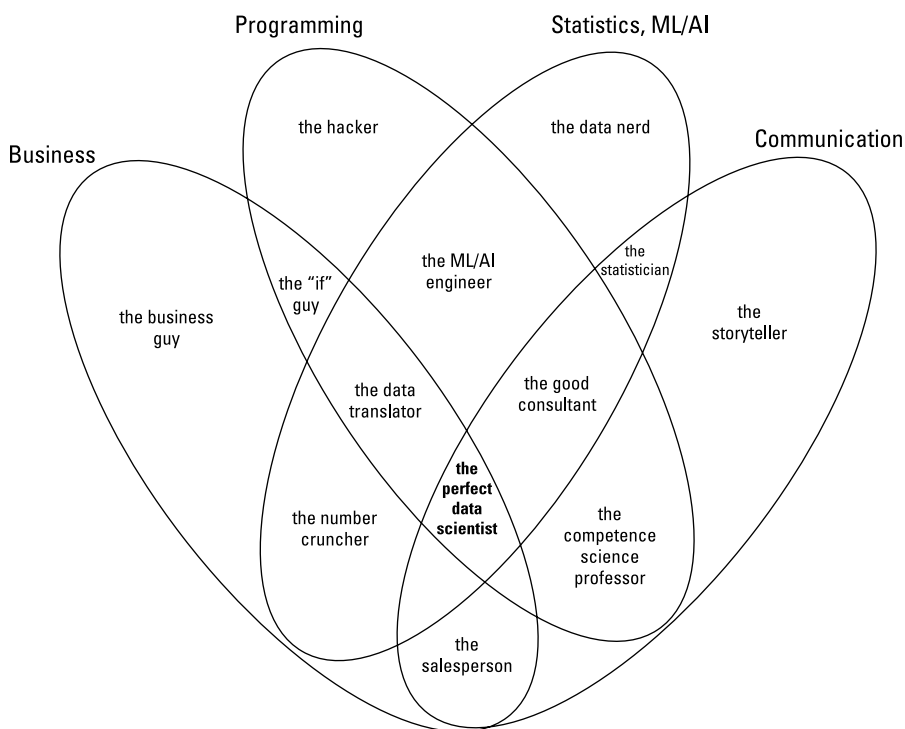 Programming
Statistics, ML/AI
Business
Communication
the hacker
the data nerd
the “if”
guy
the ML/AI
engineer
the
statistician
the business
guy
the
storyteller
the data
translator
the good
consultant
the
perfect
data
scientist
the number
cruncher
the
competence
science
professor
the
salesperson